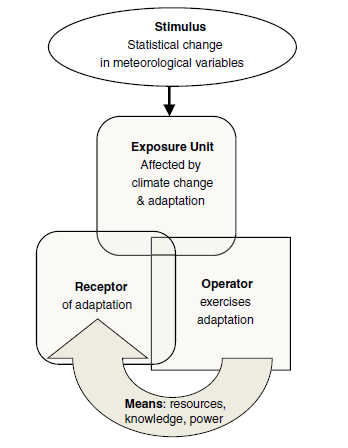 Stimulus
Statistical change
in meteorological variables
Exposure Unit
Affected by
climate change
& adaptation
Receptor
of adaptation
Operator
exercises
adaptation
Means: resources,
knowledge, power